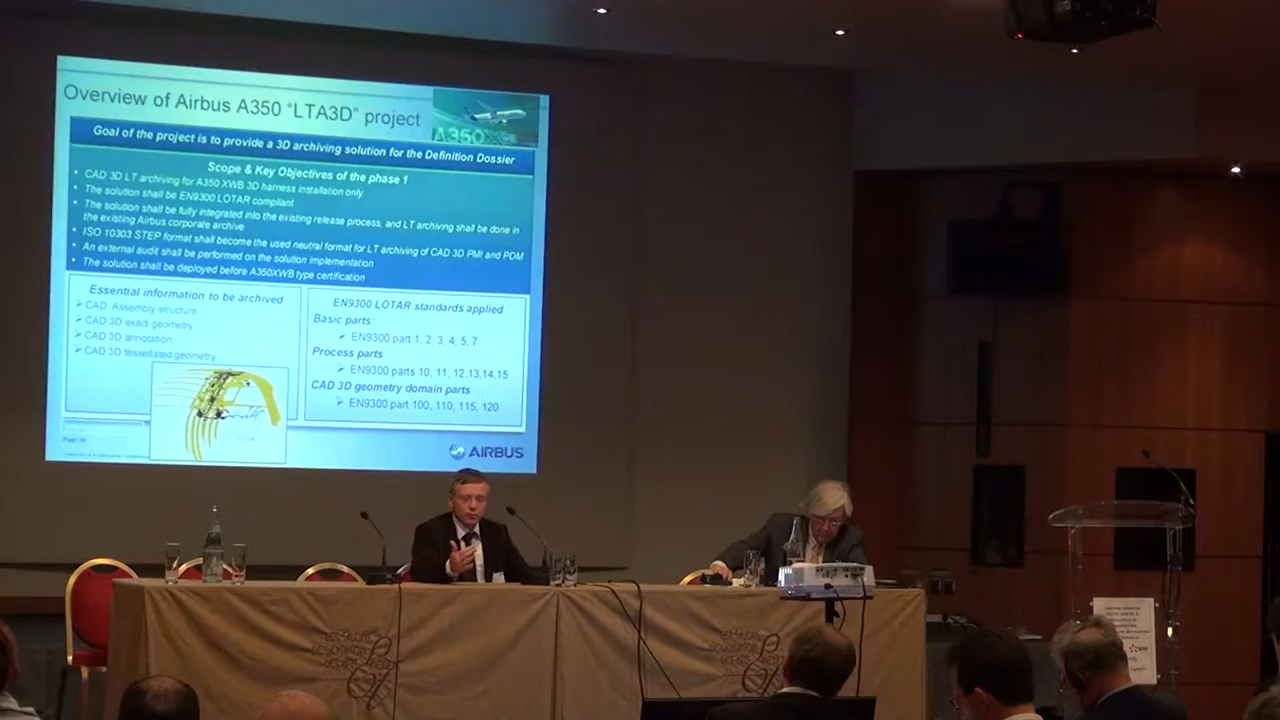 Overview of Airbus A350 “LTA3D” project
A350
Goal of the project is to provide a 3D archiving solution for the Definition Dossier
Scope & Key Objectives of the phase 1
• CAD 3D LT archiving for A350 XWB 3D harness installation only
• The solution shall be EN9300 LOTAR compliant
• The solution shall be fully integrated into the existing release process, and LT archiving shall be done in
the existing Airbus corporate archive
• ISO 10303 STEP format shall become the used neutral format for LT archiving of CAD 3D PMI and PDM
• An external audit shall be performed on the solution implementation
• The solution shall be deployed before A350XWB type certification
Essential information to be archived
➢ CAD Assembly structure
➢ CAD 3D exact geometry
➢ CAD 3D annotation,
➢ CAD 3D tessellated geometry
EN9300 LOTAR standards applied
Basic parts:
➢ EN9300 part 1, 2, 3, 4, 5, 7
Process parts
➢ EN9300 parts 10, 11, 12,13,14,15
CAD 3D geometry domain parts
➢ EN9300 part 100, 110, 115, 120
AIRBUS